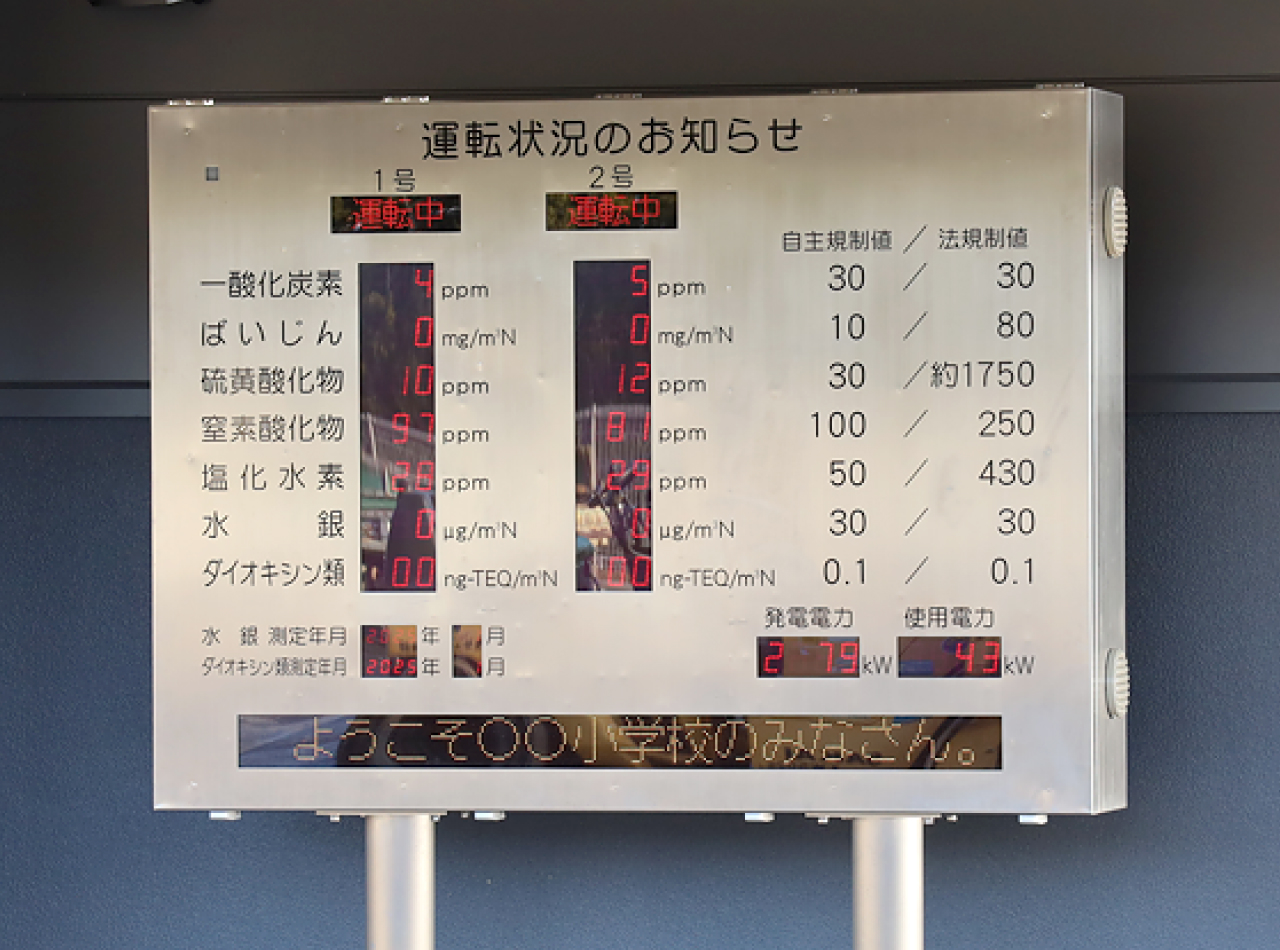 運転状況のお知らせ
1号 2号
運転中 運転中
自主規制値 ／ 法規制値
一酸化炭素 4 ppm 5 ppm 30 ／ 30
ばいじん 0 mg/m³N 0 mg/m³N 10 ／ 80
硫黄酸化物 10 ppm 12 ppm 30 ／約1750
窒素酸化物 97 ppm 81 ppm 100 ／ 250
塩化水素 28 ppm 29 ppm 50 ／ 430
水銀 0 μg/m³N 0 μg/m³N 30 ／ 30
ダイオキシン類 00 ng-TEQ/m³N 00 ng-TEQ/m³N 0.1 ／ 0.1
発電電力 使用電力
水銀 測定年月 年 月
ダイオキシン類測定年月 2025 年 月
2 79 kW 43 kW
ようこそ〇〇小学校のみなさん。